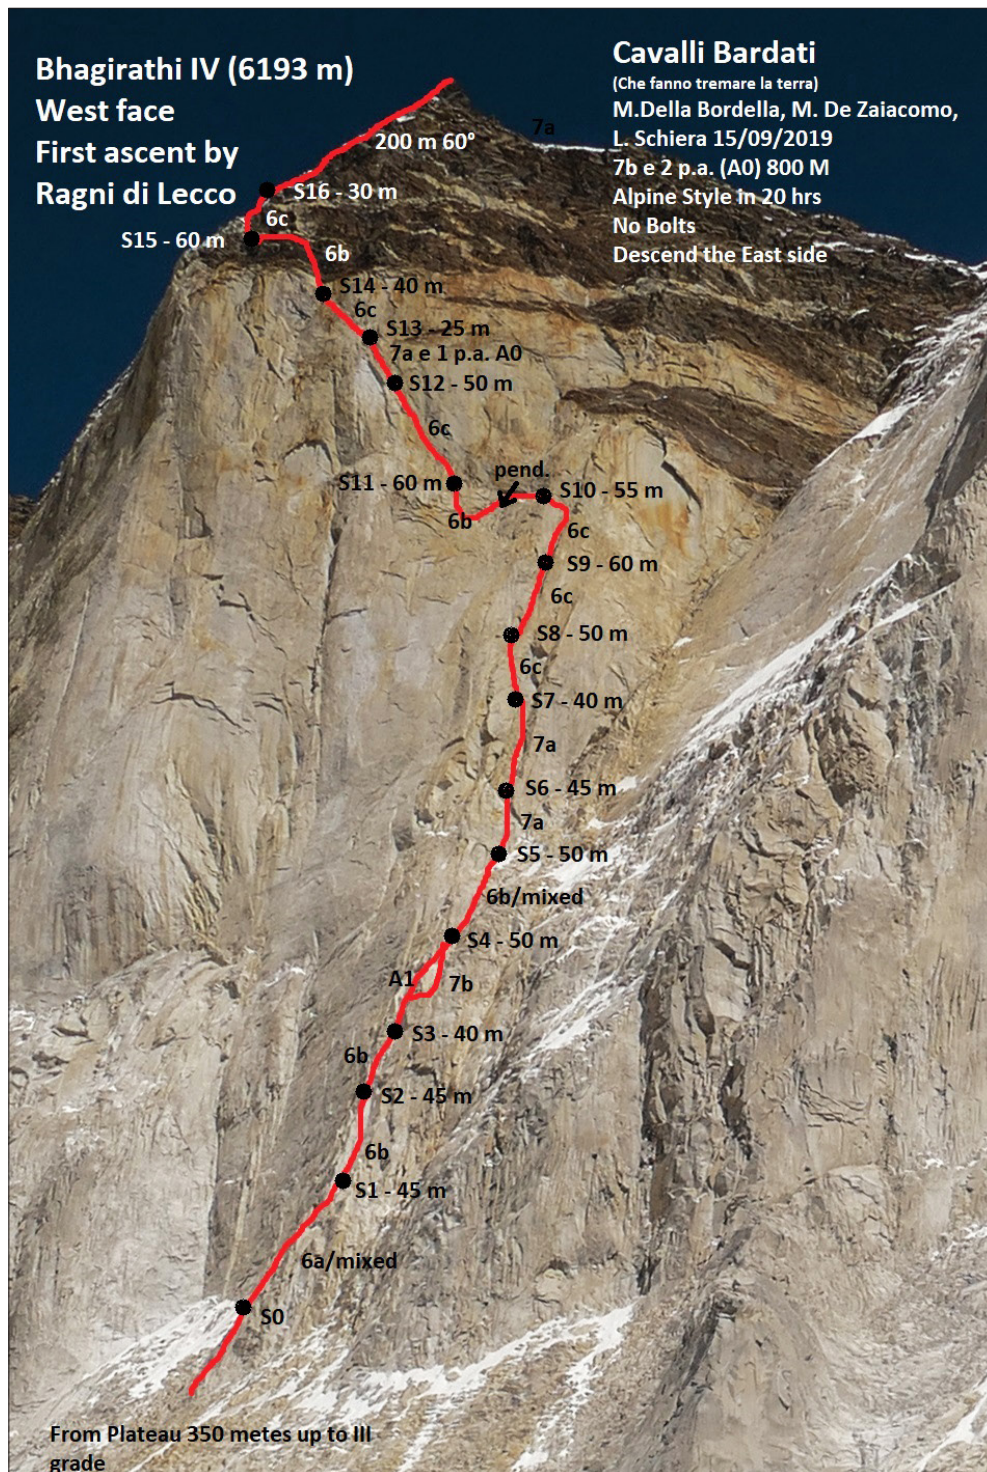 Bhagirathi IV (6193 m)
West face
First ascent by
Ragni di Lecco
Cavalli Bardati
(Che fanno tremare la terra)
M.Della Bordella, M. De Zaiacomo,
L. Schiera 15/09/2019
7b e 2 p.a. (A0) 800 M
Alpine Style in 20 hrs
No Bolts
Descend the East side
7a
200 m 60°
S16 - 30 m
6c
S15 - 60 m
6b
S14 - 40 m
6c
S13 - 25 m
7a e 1 p.a. A0
S12 - 50 m
6c
pend.
S11 - 60 m
S10 - 55 m
6b
6c
S9 - 60 m
6c
S8 - 50 m
6c
S7 - 40 m
7a
S6 - 45 m
7a
S5 - 50 m
6b/mixed
S4 - 50 m
A1
7b
S3 - 40 m
6b
S2 - 45 m
6b
S1 - 45 m
6a/mixed
S0
From Plateau 350 metes up to III
grade